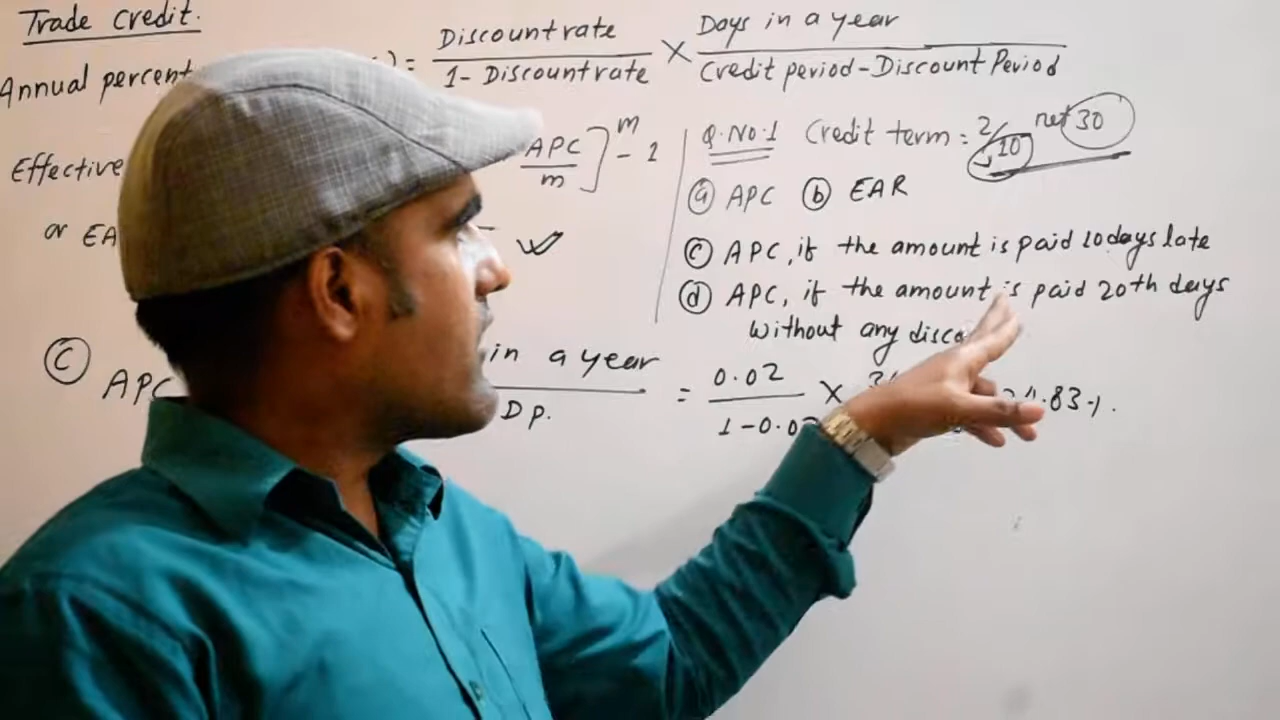 Trade Credit.
Annual percent ) = Discount rate / 1 - Discount rate × Days in a year / Credit period - Discount Period
Effective APC / m ] m - 1
or EA
Q.No.1 Credit term : 2/10 net 30
(a) APC (b) EAR
(c) APC, if the amount is paid 10 days late
(d) APC, if the amount is paid 20th days
without any disco
(c) APC in a year / Dp. = 0.02 / 1 - 0.0 × .83%.